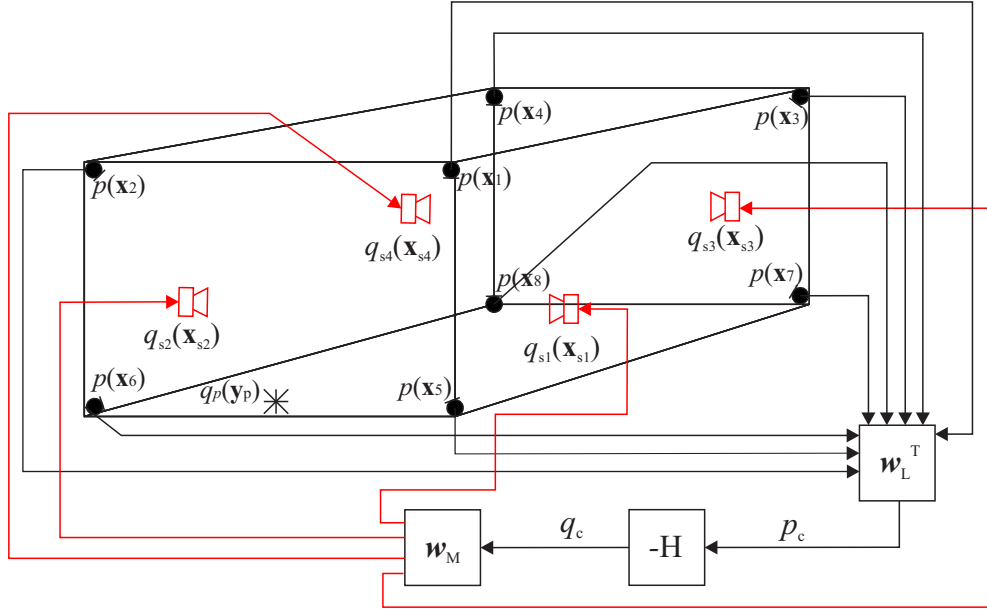 p(x4)
p(x3)
p(x2)
p(x1)
qs4(xs4)
qs3(xs3)
p(x8)
p(x7)
qs2(xs2)
qs1(xs1)
p(x6)
qp(yp)
p(x5)
wLT
qc
pc
wM
-H